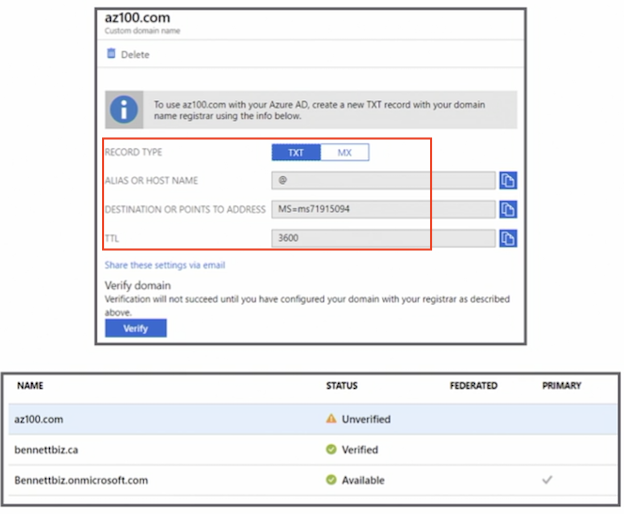 az100.com
Custom domain name
Delete
To use az100.com with your Azure AD, create a new TXT record with your domain
name registrar using the info below.
RECORD TYPE TXT MX
ALIAS OR HOST NAME @
DESTINATION OR POINTS TO ADDRESS MS=ms71915094
TTL 3600
Share these settings via email
Verify domain
Verification will not succeed until you have configured your domain with your registrar as described
above.
Verify
NAME STATUS FEDERATED PRIMARY
az100.com Unverified
bennettbiz.ca Verified
Bennettbiz.onmicrosoft.com Available